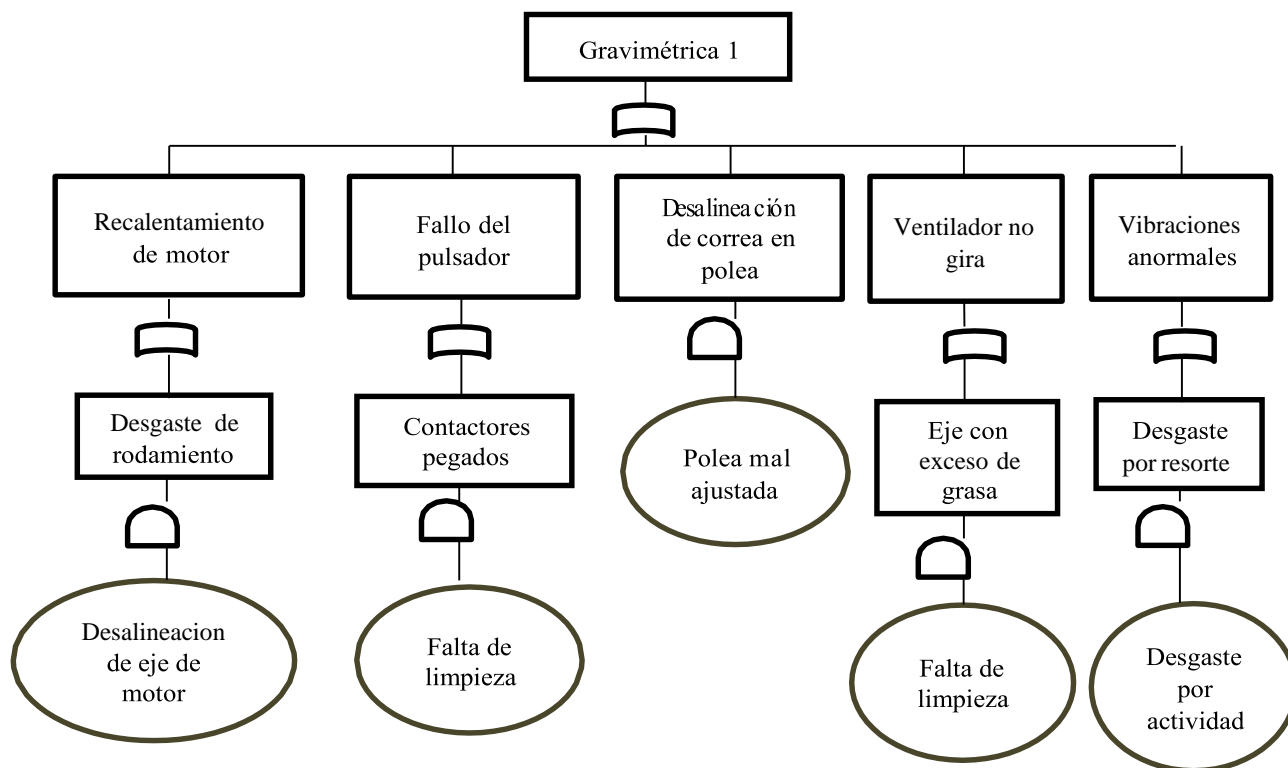 Gravimétrica 1
Recalentamiento
de motor
Fallo del
pulsador
Desalineación
de correa en
polea
Ventilador no
gira
Vibraciones
anormales
Desgaste de
rodamiento
Contactores
pegados
Polea mal
ajustada
Eje con
exceso de
grasa
Desgaste
por resorte
Desalineacion
de eje de
motor
Falta de
limpieza
Falta de
limpieza
Desgaste
por
actividad